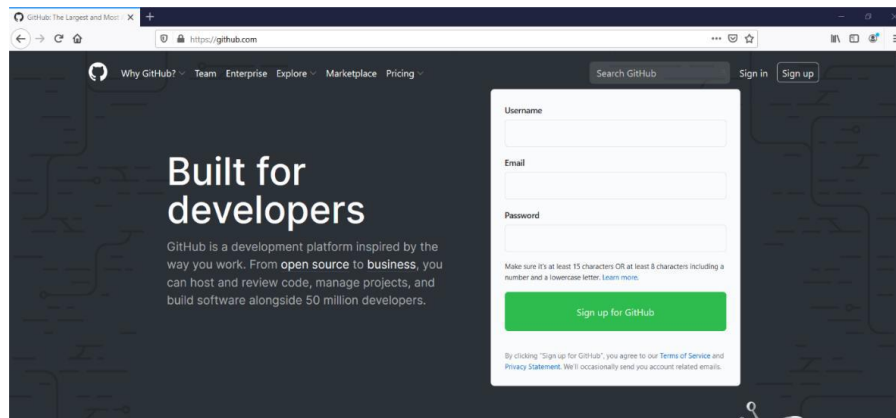 GitHub: The Largest and Most
https://github.com
Why GitHub? Team Enterprise Explore Marketplace Pricing
Search GitHub
Sign in Sign up
Built for
developers
GitHub is a development platform inspired by the
way you work. From open source to business, you
can host and review code, manage projects, and
build software alongside 50 million developers.
Username
Email
Password
Make sure it's at least 15 characters OR at least 8 characters including a
number and a lowercase letter. Learn more.
Sign up for GitHub
By clicking "Sign up for GitHub", you agree to our Terms of Service and
Privacy Statement. We'll occasionally send you account related emails.